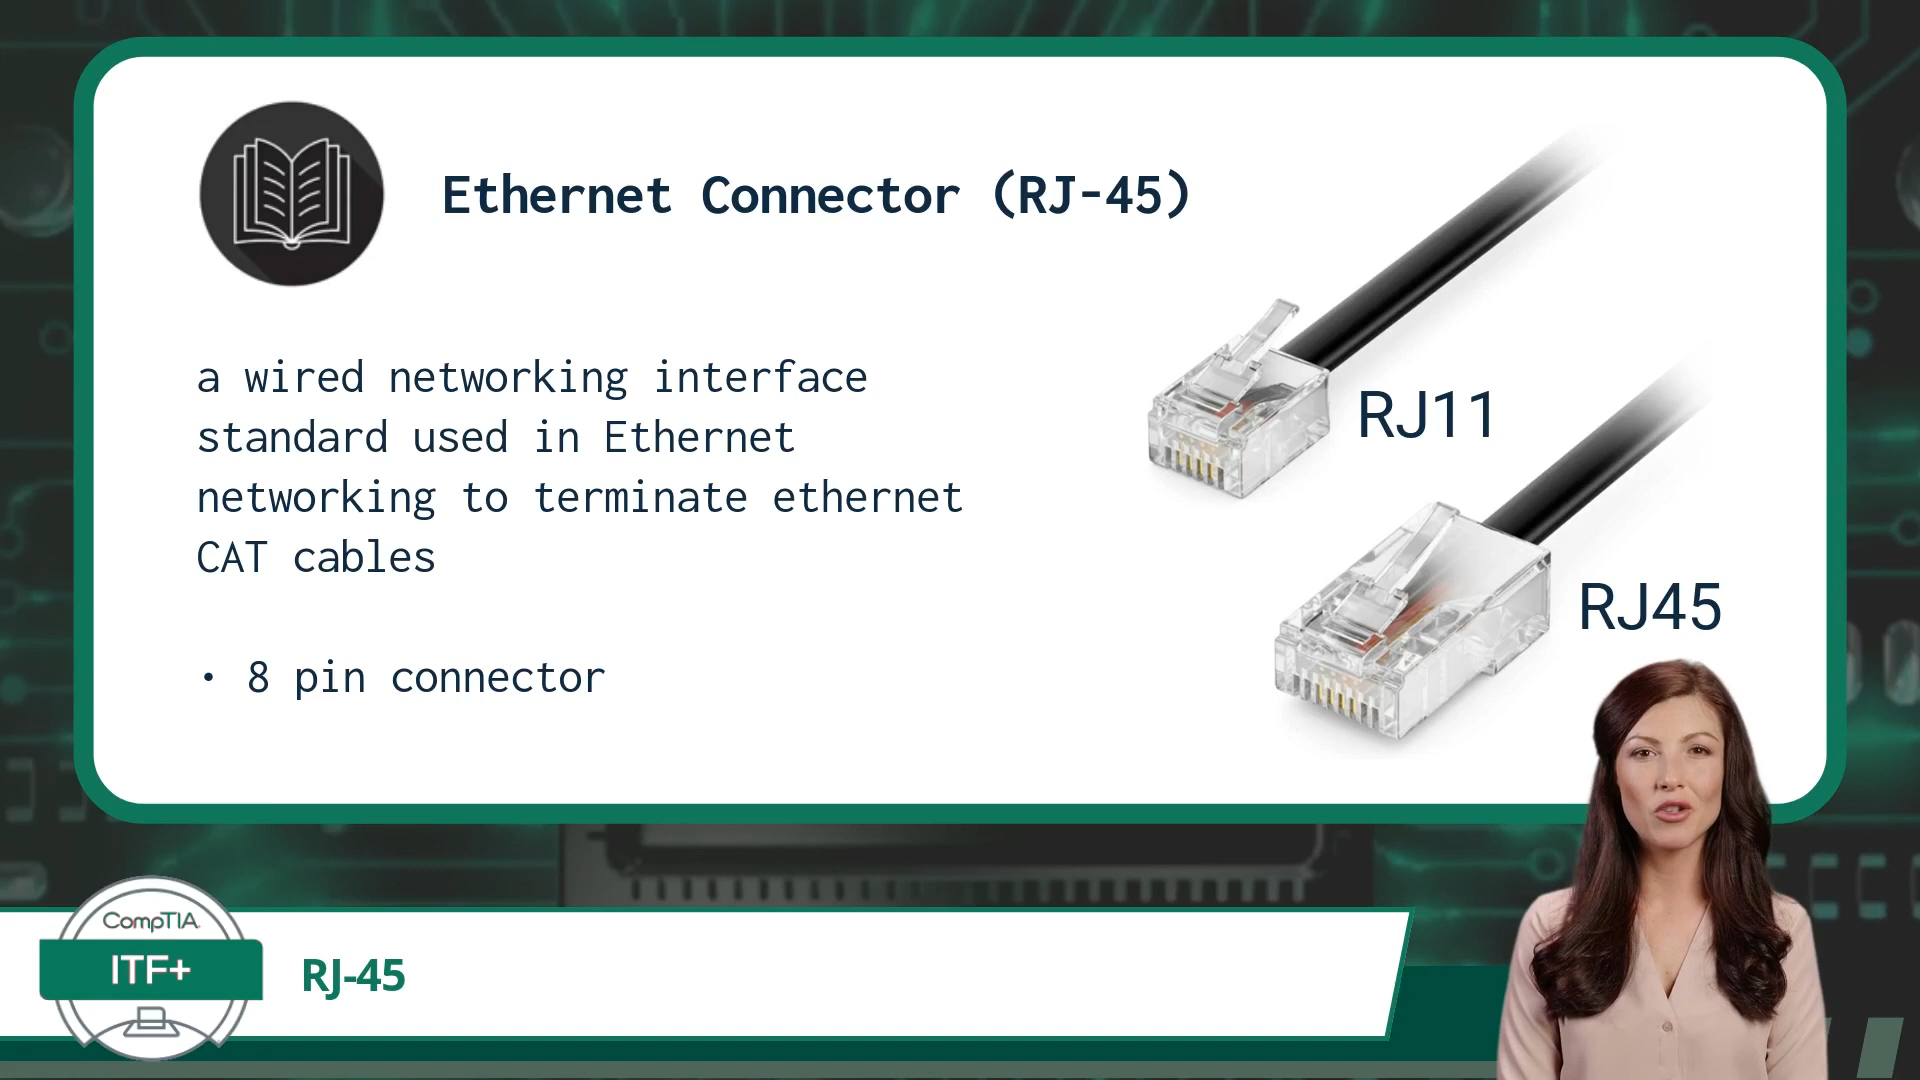 Ethernet Connector (RJ-45)
a wired networking interface
standard used in Ethernet
networking to terminate ethernet
CAT cables
• 8 pin connector
RJ11
RJ45
CompTIA
ITF+
RJ-45